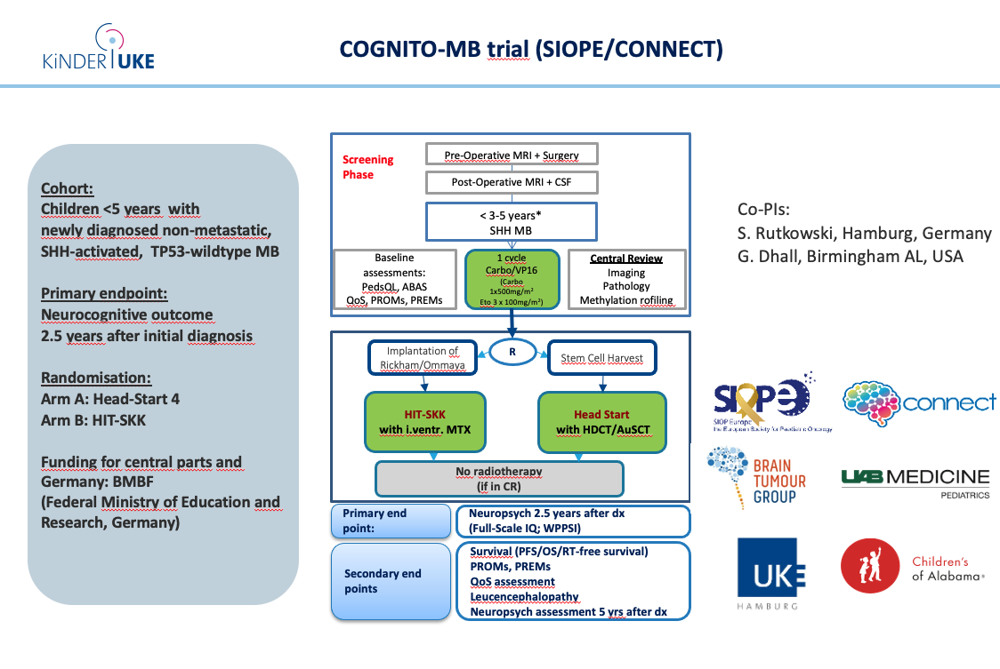 KiNDER UKE
COGNITO-MB trial (SIOPE/CONNECT)
Cohort:
Children <5 years with
newly diagnosed non-metastatic,
SHH-activated, TP53-wildtype MB
Primary endpoint:
Neurocognitive outcome
2.5 years after initial diagnosis
Randomisation:
Arm A: Head-Start 4
Arm B: HIT-SKK
Funding for central parts and
Germany: BMBF
(Federal Ministry of Education and
Research, Germany)
Screening
Phase
Pre-Operative MRI + Surgery
Post-Operative MRI + CSF
< 3-5 years*
SHH MB
Baseline
assessments:
PedsQL, ABAS
QoS, PROMs, PREMs
1 cycle
Carbo/VP16
(Carbo
1x500mg/m²
Eto 3 x 100mg/m²)
Central Review
Imaging
Pathology
Methylation rofiling
R
Implantation of
Rickham/Ommaya
Stem Cell Harvest
HIT-SKK
with i.ventr. MTX
Head Start
with HDCT/AuSCT
No radiotherapy
(if in CR)
Primary end
point:
Neuropsych 2.5 years after dx
(Full-Scale IQ; WPPSI)
Secondary end
points
Survival (PFS/OS/RT-free survival)
PROMs, PREMs
QoS assessment
Leucencephalopathy
Neuropsych assessment 5 yrs after dx
Co-PIs:
S. Rutkowski, Hamburg, Germany
G. Dhall, Birmingham AL, USA
SIOPe
SIOP Europe
the European Society for Paediatric Oncology
connect
BRAIN
TUMOUR
GROUP
UAB MEDICINE
PEDIATRICS
UKE
HAMBURG
Children's
of Alabama